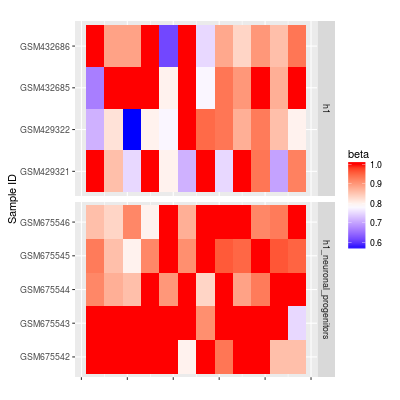 GSM432686
GSM432685
GSM429322
GSM429321
h1
GSM675546
GSM675545
GSM675544
GSM675543
GSM675542
h1_neuronal_progenitors
Sample ID
beta
1.0
0.9
0.8
0.7
0.6